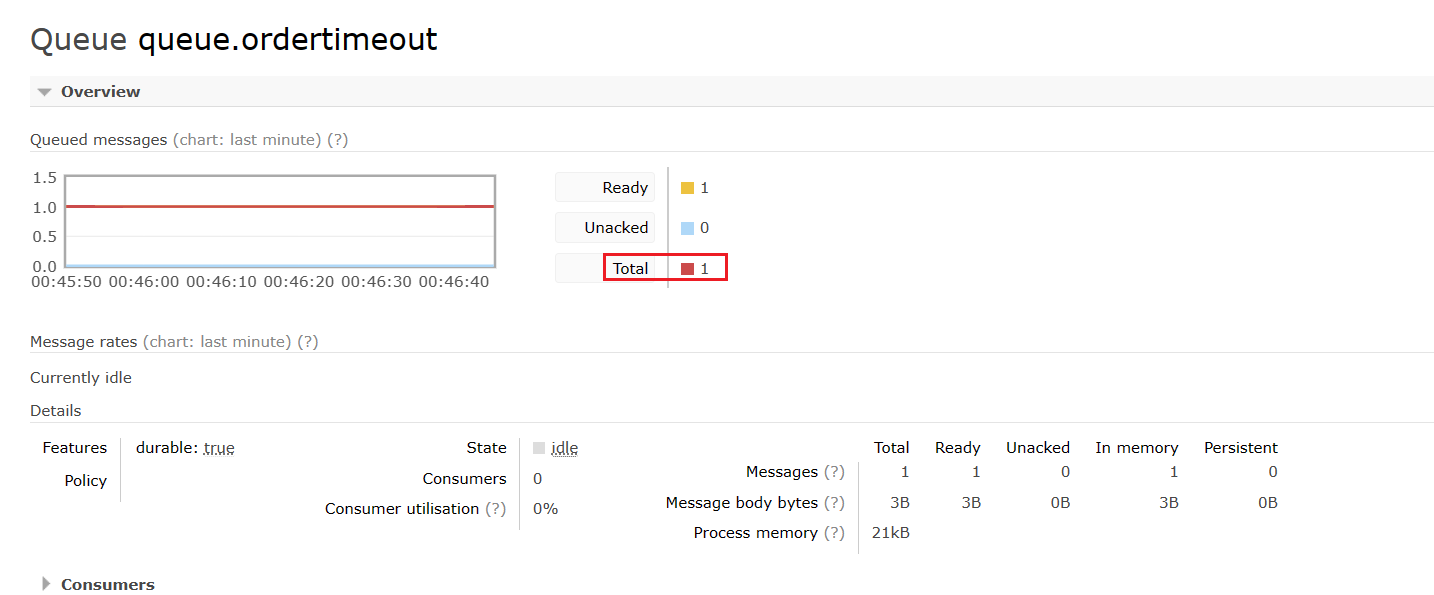 Queue queue.ordertimeout
Overview
Queued messages (chart: last minute) (?)
1.5
1.0
0.5
0.0
00:45:50 00:46:00 00:46:10 00:46:20 00:46:30 00:46:40
Ready 1
Unacked 0
Total 1
Message rates (chart: last minute) (?)
Currently idle
Details
Features durable: true
Policy
State idle
Consumers 0
Consumer utilisation (?) 0%
Total Ready Unacked In memory Persistent
Messages (?) 1 1 0 1 0
Message body bytes (?) 3B 3B 0B 3B 0B
Process memory (?) 21kB
Consumers